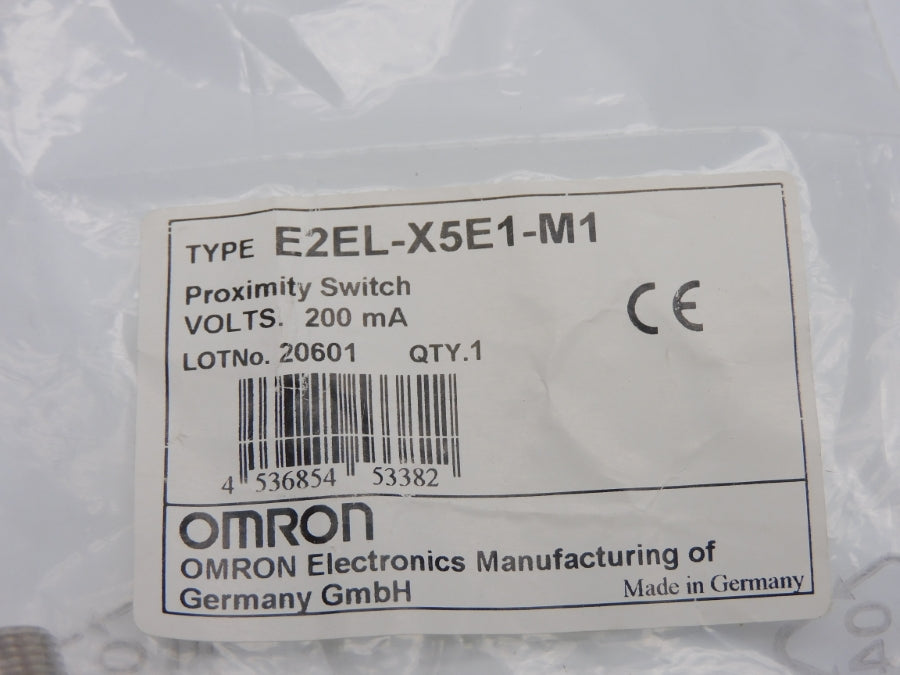 TYPE E2EL-X5E1-M1
Proximity Switch
VOLTS. 200 mA
CE
LOTNo. 20601 QTY.1
4 536854 53382
OMRON
OMRON Electronics Manufacturing of
Germany GmbH
Made in Germany